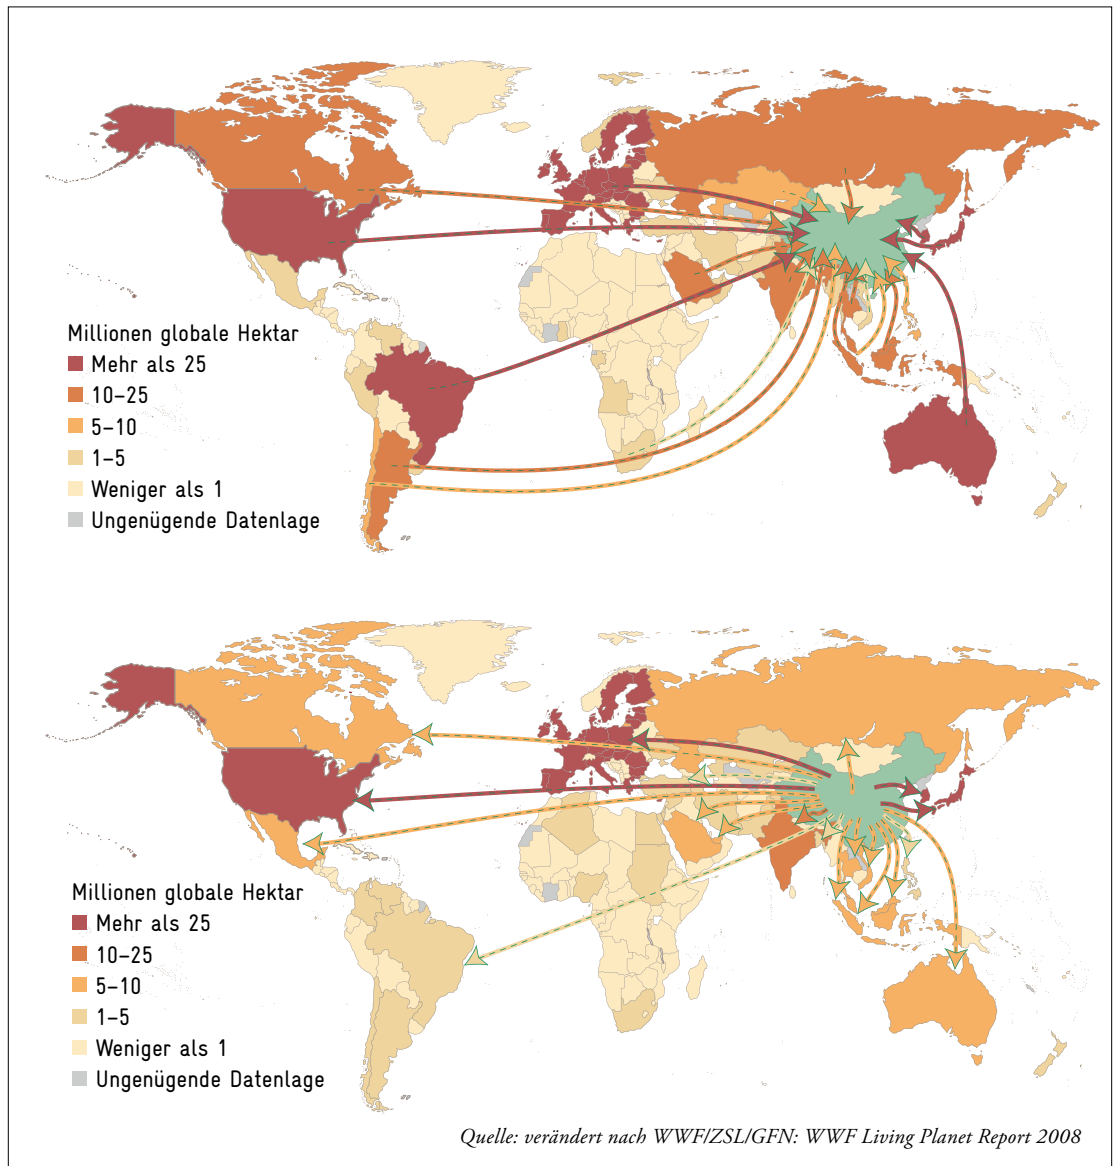 Millionen globale Hektar
Mehr als 25
10–25
5–10
1–5
Weniger als 1
Ungenügende Datenlage
Millionen globale Hektar
Mehr als 25
10–25
5–10
1–5
Weniger als 1
Ungenügende Datenlage
Quelle: verändert nach WWF/ZSL/GFN: WWF Living Planet Report 2008